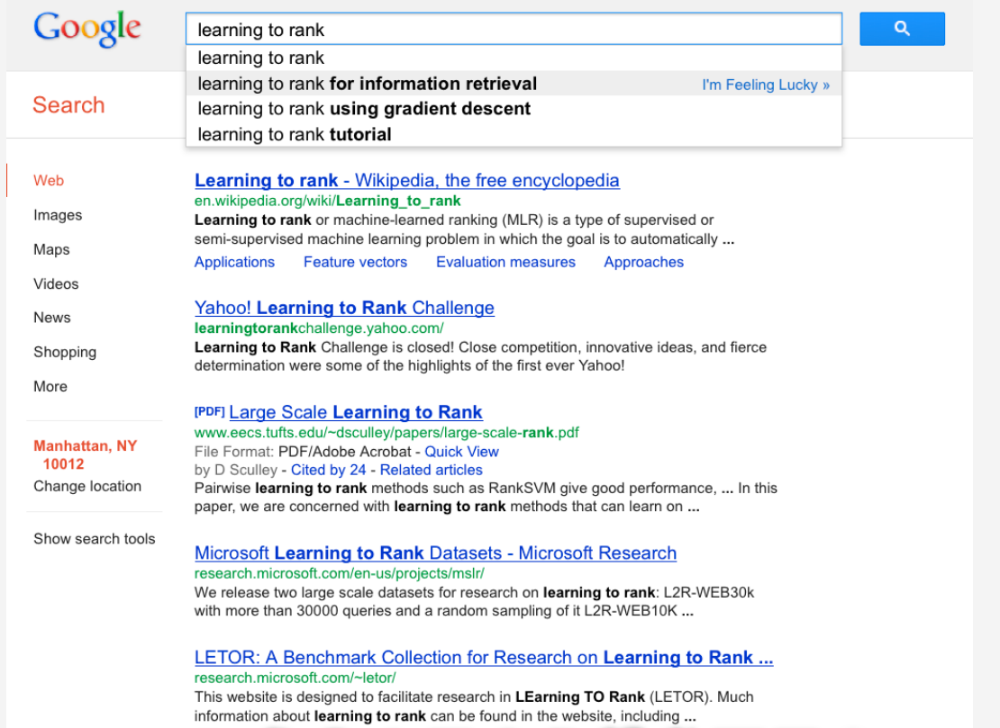 Google
learning to rank
learning to rank
learning to rank for information retrieval I'm Feeling Lucky »
learning to rank using gradient descent
learning to rank tutorial
Search
Web
Images
Maps
Videos
News
Shopping
More
Manhattan, NY
10012
Change location
Show search tools
Learning to rank - Wikipedia, the free encyclopedia
en.wikipedia.org/wiki/Learning_to_rank
Learning to rank or machine-learned ranking (MLR) is a type of supervised or
semi-supervised machine learning problem in which the goal is to automatically ...
Applications Feature vectors Evaluation measures Approaches
Yahoo! Learning to Rank Challenge
learningtorankchallenge.yahoo.com/
Learning to Rank Challenge is closed! Close competition, innovative ideas, and fierce
determination were some of the highlights of the first ever Yahoo!
[PDF] Large Scale Learning to Rank
www.eecs.tufts.edu/~dsculley/papers/large-scale-rank.pdf
File Format: PDF/Adobe Acrobat - Quick View
by D Sculley - Cited by 24 - Related articles
Pairwise learning to rank methods such as RankSVM give good performance, ... In this
paper, we are concerned with learning to rank methods that can learn on ...
Microsoft Learning to Rank Datasets - Microsoft Research
research.microsoft.com/en-us/projects/mslr/
We release two large scale datasets for research on learning to rank: L2R-WEB30k
with more than 30000 queries and a random sampling of it L2R-WEB10K ...
LETOR: A Benchmark Collection for Research on Learning to Rank ...
research.microsoft.com/~letor/
This website is designed to facilitate research in LEarning TO Rank (LETOR). Much
information about learning to rank can be found in the website, including ...